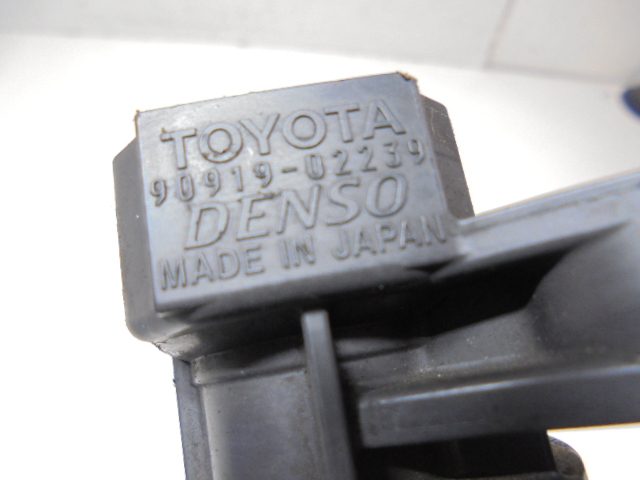 TOYOTA
90919-02239
DENSO
MADE IN JAPAN